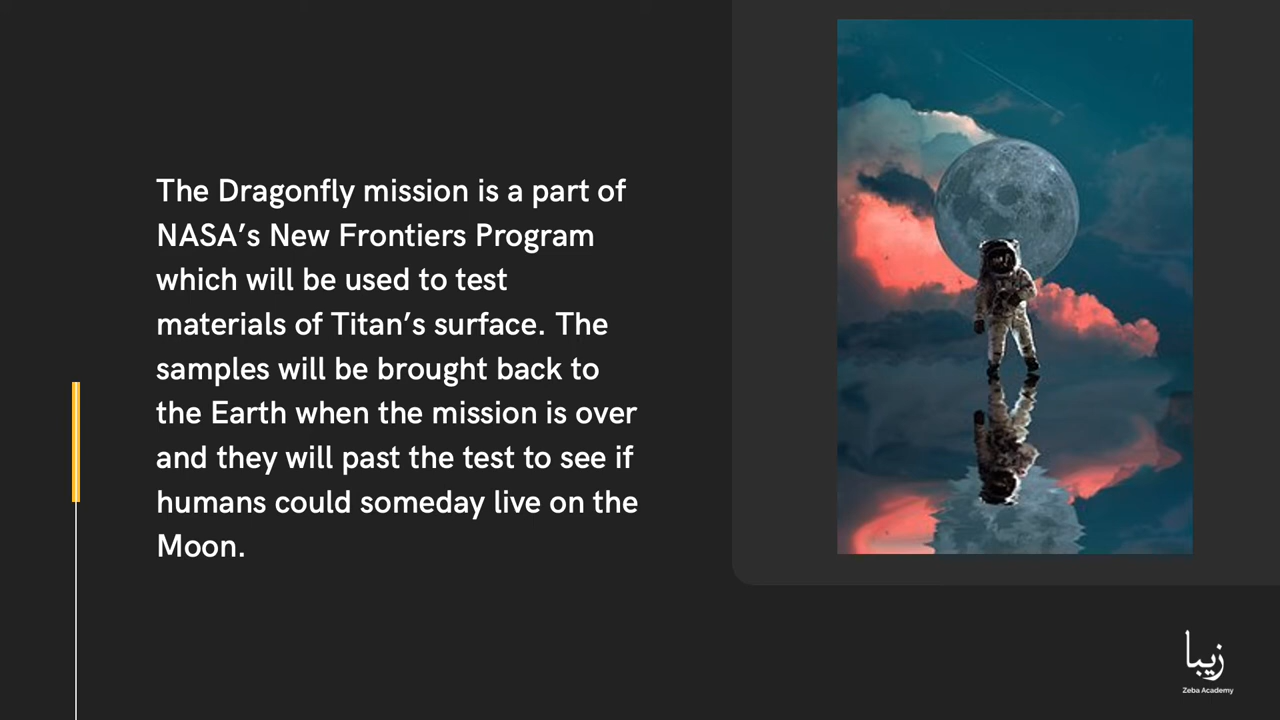 The Dragonfly mission is a part of
NASA’s New Frontiers Program
which will be used to test
materials of Titan’s surface. The
samples will be brought back to
the Earth when the mission is over
and they will past the test to see if
humans could someday live on the
Moon.
زیبا
Zeba Academy